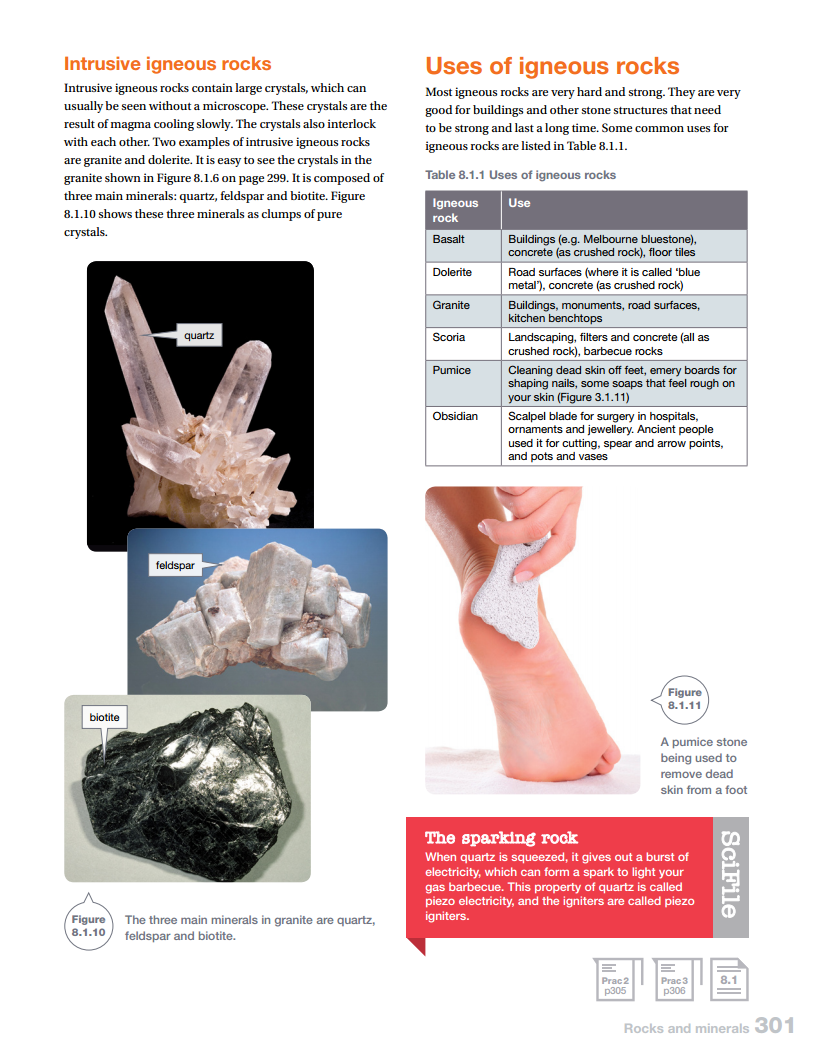 Intrusive igneous rocks
Intrusive igneous rocks contain large crystals, which can
usually be seen without a microscope. These crystals are the
result of magma cooling slowly. The crystals also interlock
with each other. Two examples of intrusive igneous rocks
are granite and dolerite. It is easy to see the crystals in the
granite shown in Figure 8.1.6 on page 299. It is composed of
three main minerals: quartz, feldspar and biotite. Figure
8.1.10 shows these three minerals as clumps of pure
crystals.
quartz
feldspar
biotite
Figure
8.1.10
The three main minerals in granite are quartz,
feldspar and biotite.
Uses of igneous rocks
Most igneous rocks are very hard and strong. They are very
good for buildings and other stone structures that need
to be strong and last a long time. Some common uses for
igneous rocks are listed in Table 8.1.1.
Table 8.1.1 Uses of igneous rocks
Igneous
rock
Use
Basalt
Buildings (e.g. Melbourne bluestone),
concrete (as crushed rock), floor tiles
Dolerite
Road surfaces (where it is called ‘blue
metal’), concrete (as crushed rock)
Granite
Buildings, monuments, road surfaces,
kitchen benchtops
Scoria
Landscaping, filters and concrete (all as
crushed rock), barbecue rocks
Pumice
Cleaning dead skin off feet, emery boards for
shaping nails, some soaps that feel rough on
your skin (Figure 3.1.11)
Obsidian
Scalpel blade for surgery in hospitals,
ornaments and jewellery. Ancient people
used it for cutting, spear and arrow points,
and pots and vases
Figure
8.1.11
A pumice stone
being used to
remove dead
skin from a foot
The sparking rock
When quartz is squeezed, it gives out a burst of
electricity, which can form a spark to light your
gas barbecue. This property of quartz is called
piezo electricity, and the igniters are called piezo
igniters.
SciFile
Prac 2
p305
Prac 3
p306
8.1
Rocks and minerals 301